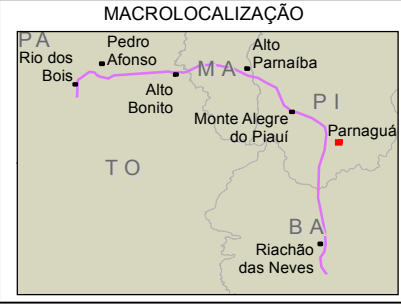 MACROLOCALIZAÇÃO
PA
Rio dos
Bois
Pedro
Afonso
Alto
Bonito
MA
Alto
Parnaíba
PI
Monte Alegre
do Piauí
Parnaguá
TO
BA
Riachão
das Neves